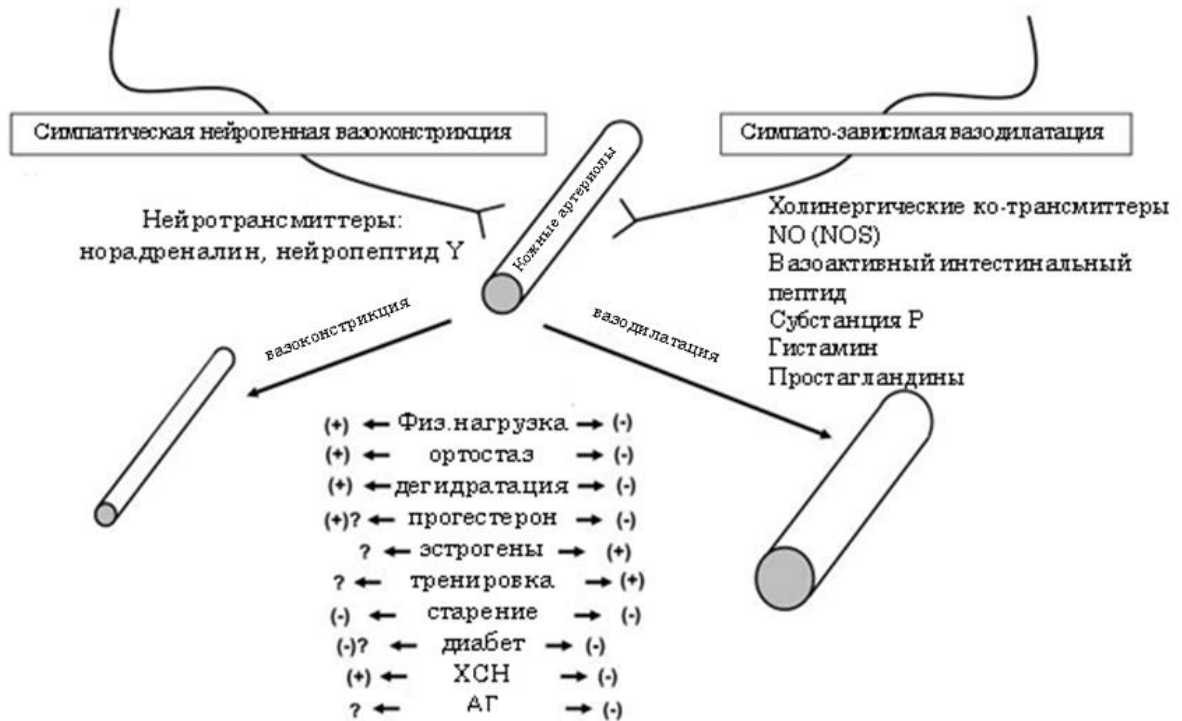 Симпатическая нейрогенная вазоконстрикция
Симпато-зависимая вазодилатация
Кожные артериолы
Нейротрансмиттеры:
норадреналин, нейропептид Y
Холинергические ко-трансмиттеры
NO (NOS)
Вазоактивный интестинальный
пептид
Субстанция P
Гистамин
Простагландины
вазоконстрикция
вазодилатация
(+) ← Физ.нагрузка → (-)
(+) ← ортостаз → (-)
(+) ← дегидратация → (-)
(+)? ← прогестерон → (-)
? ← эстрогены → (+)
? ← тренировка → (+)
(-) ← старение → (-)
(-)? ← диабет → (-)
(+) ← ХСН → (-)
? ← АГ → (-)